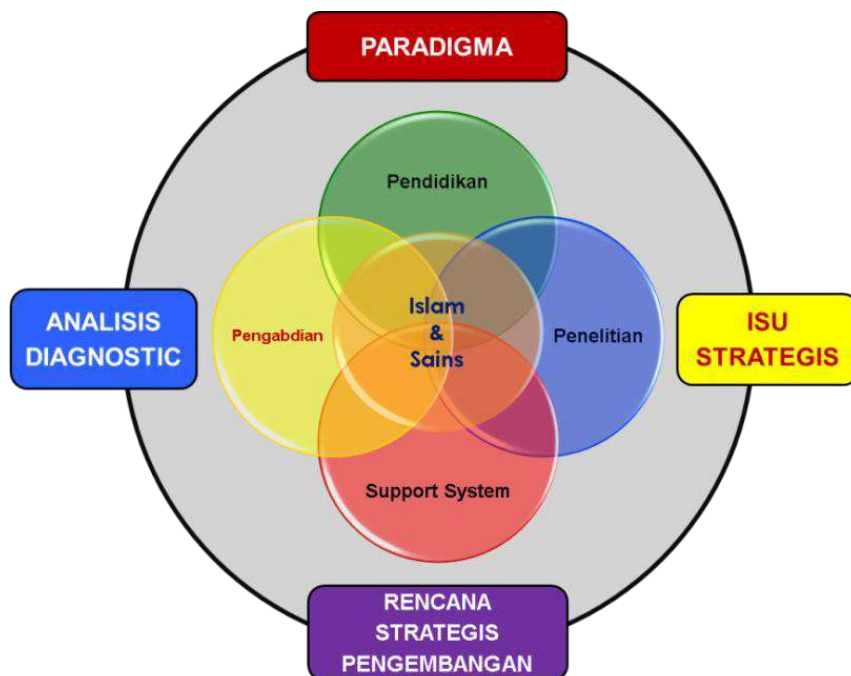 PARADIGMA
Pendidikan
ANALISIS
DIAGNOSTIC
Pengabdian
Islam
&
Sains
Penelitian
ISU
STRATEGIS
Support System
RENCANA
STRATEGIS
PENGEMBANGAN